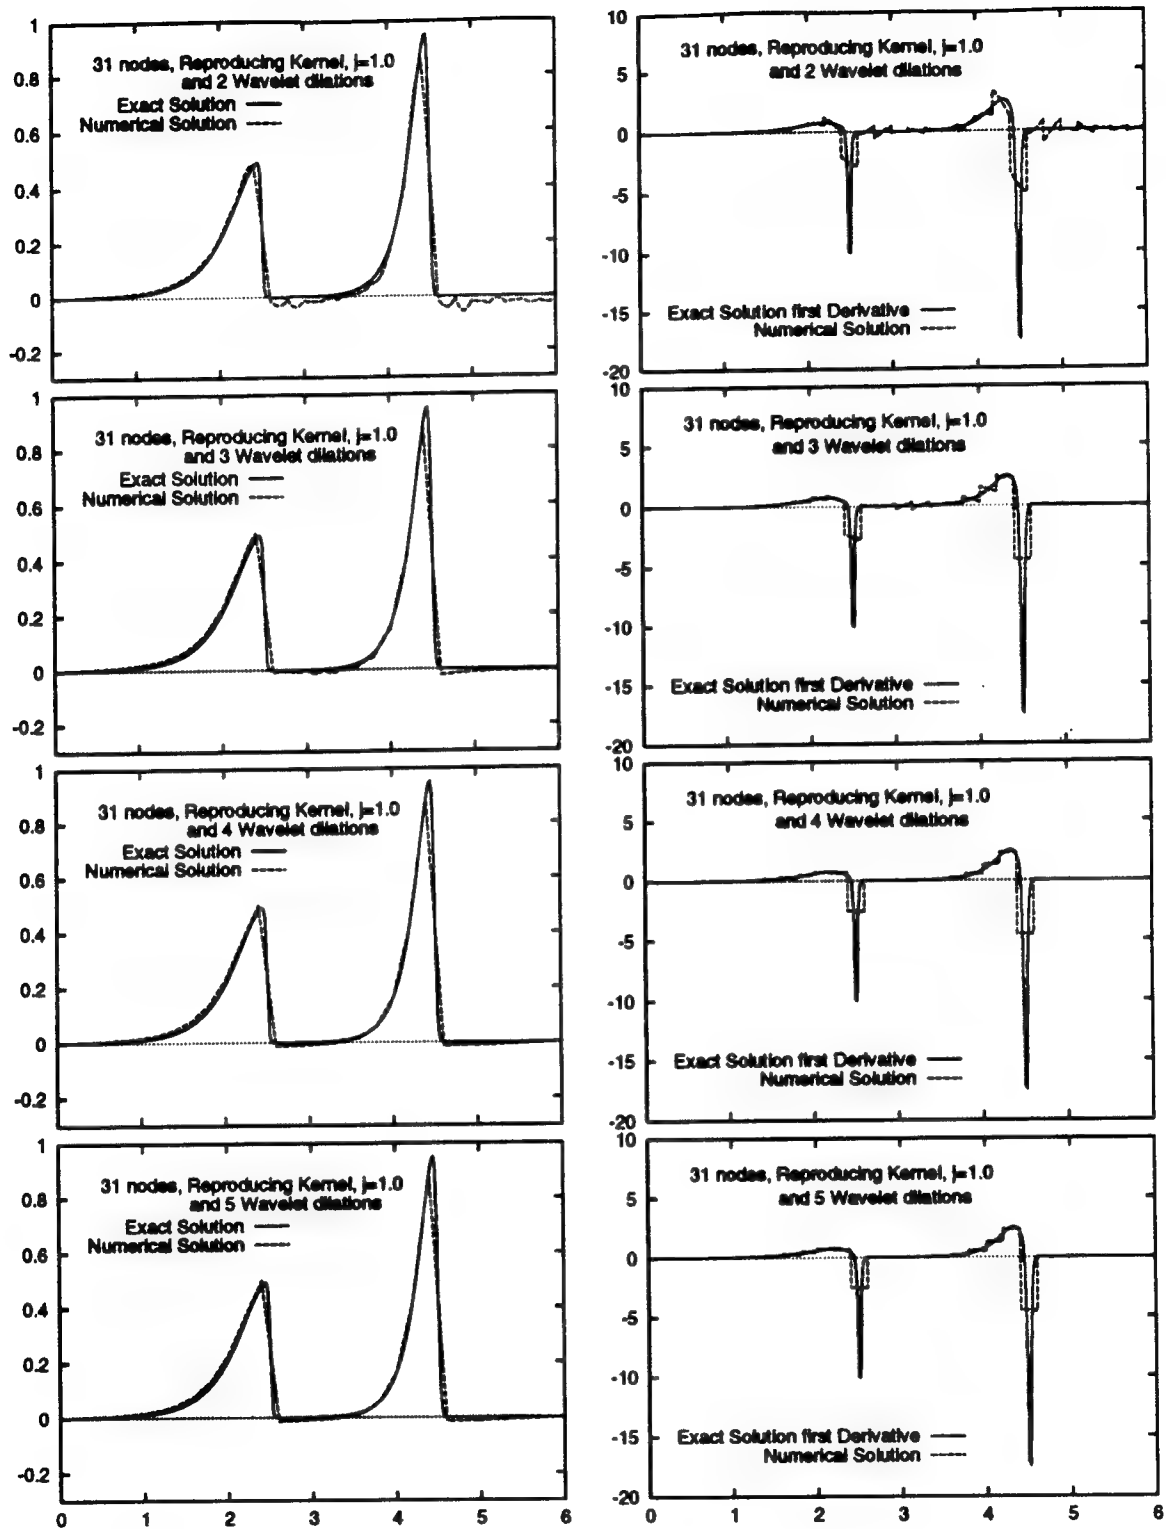 1
0.8
0.6
0.4
0.2
0
-0.2
31 nodes, Reproducing Kernel, j=1.0
and 2 Wavelet dilations
Exact Solution
Numerical Solution
10
5
0
-5
-10
-15
-20
31 nodes, Reproducing Kernel, j=1.0
and 2 Wavelet dilations
Exact Solution first Derivative
Numerical Solution
1
0.8
0.6
0.4
0.2
0
-0.2
31 nodes, Reproducing Kernel, j=1.0
and 3 Wavelet dilations
Exact Solution
Numerical Solution
10
5
0
-5
-10
-15
-20
31 nodes, Reproducing Kernel, j=1.0
and 3 Wavelet dilations
Exact Solution first Derivative
Numerical Solution
1
0.8
0.6
0.4
0.2
0
-0.2
31 nodes, Reproducing Kernel, j=1.0
and 4 Wavelet dilations
Exact Solution
Numerical Solution
10
5
0
-5
-10
-15
-20
31 nodes, Reproducing Kernel, j=1.0
and 4 Wavelet dilations
Exact Solution first Derivative
Numerical Solution
1
0.8
0.6
0.4
0.2
0
-0.2
31 nodes, Reproducing Kernel, j=1.0
and 5 Wavelet dilations
Exact Solution
Numerical Solution
0 1 2 3 4 5 6
10
5
0
-5
-10
-15
-20
31 nodes, Reproducing Kernel, j=1.0
and 5 Wavelet dilations
Exact Solution first Derivative
Numerical Solution
0 1 2 3 4 5 6